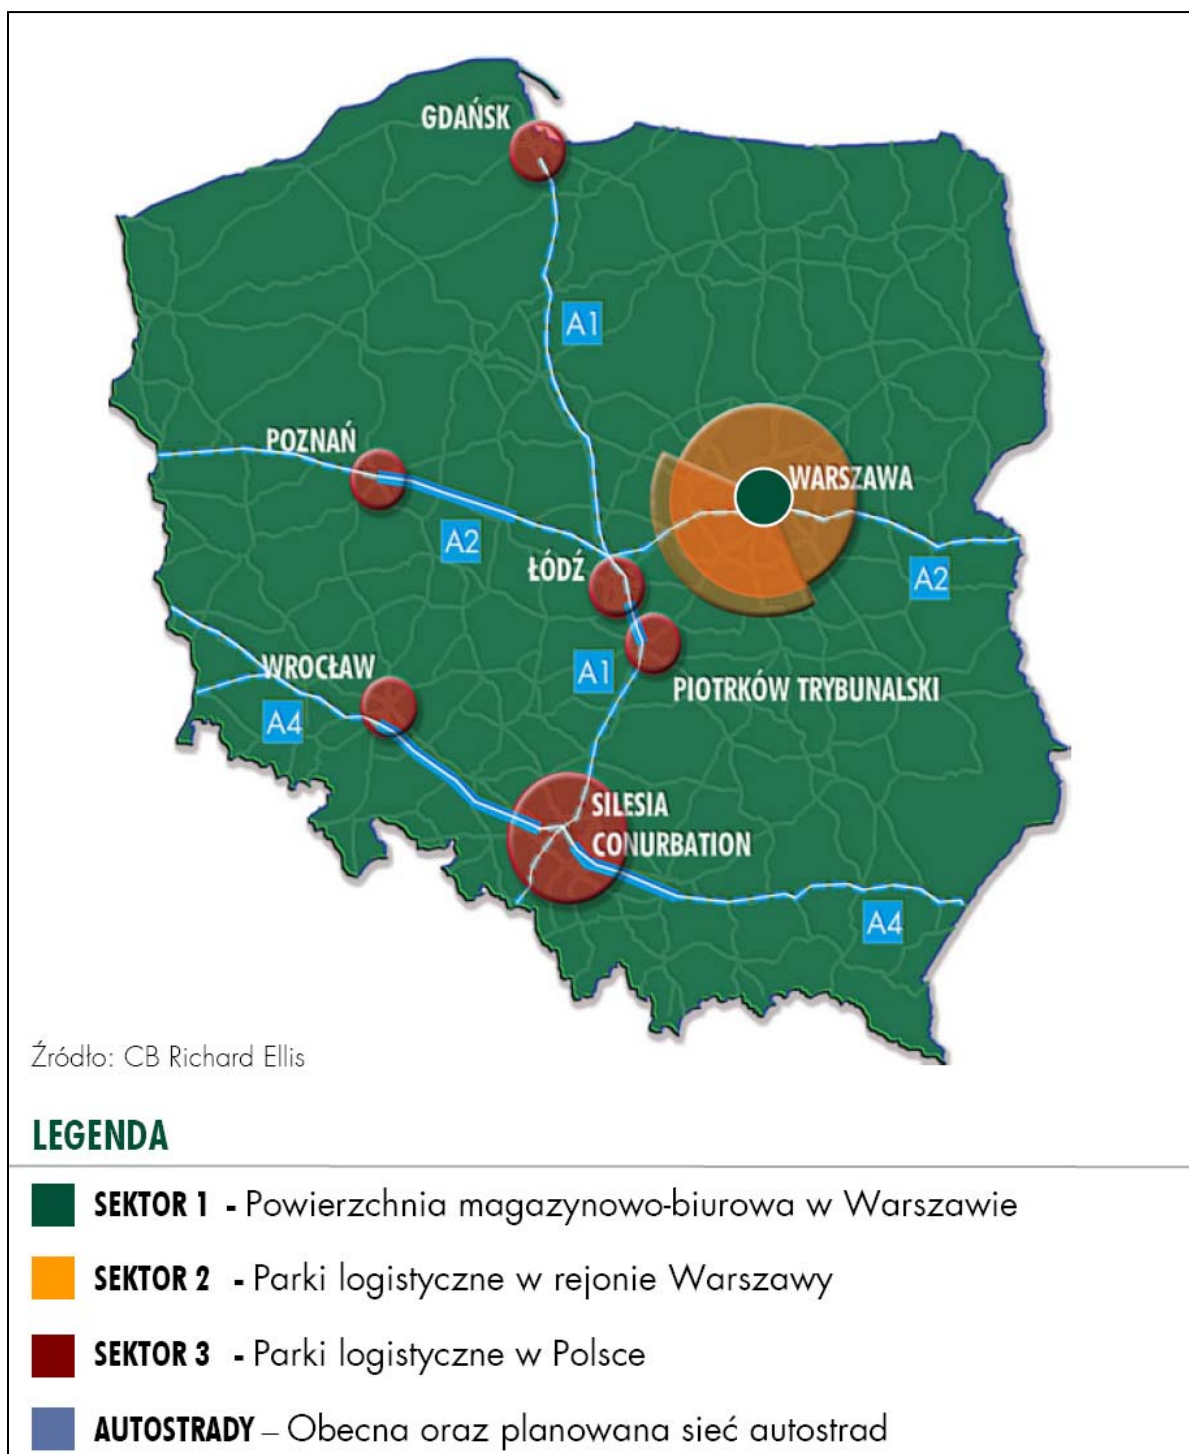 GDAŃSK
A1
POZNAŃ
WARSZAWA
A2
ŁÓDŹ
A2
WROCŁAW
A1
PIOTRKÓW TRYBUNALSKI
A4
SILESIA
CONURBATION
A4
Źródło: CB Richard Ellis
LEGENDA
SEKTOR 1 - Powierzchnia magazynowo-biurowa w Warszawie
SEKTOR 2 - Parki logistyczne w rejonie Warszawy
SEKTOR 3 - Parki logistyczne w Polsce
AUTOSTRADY – Obecna oraz planowana sieć autostrad